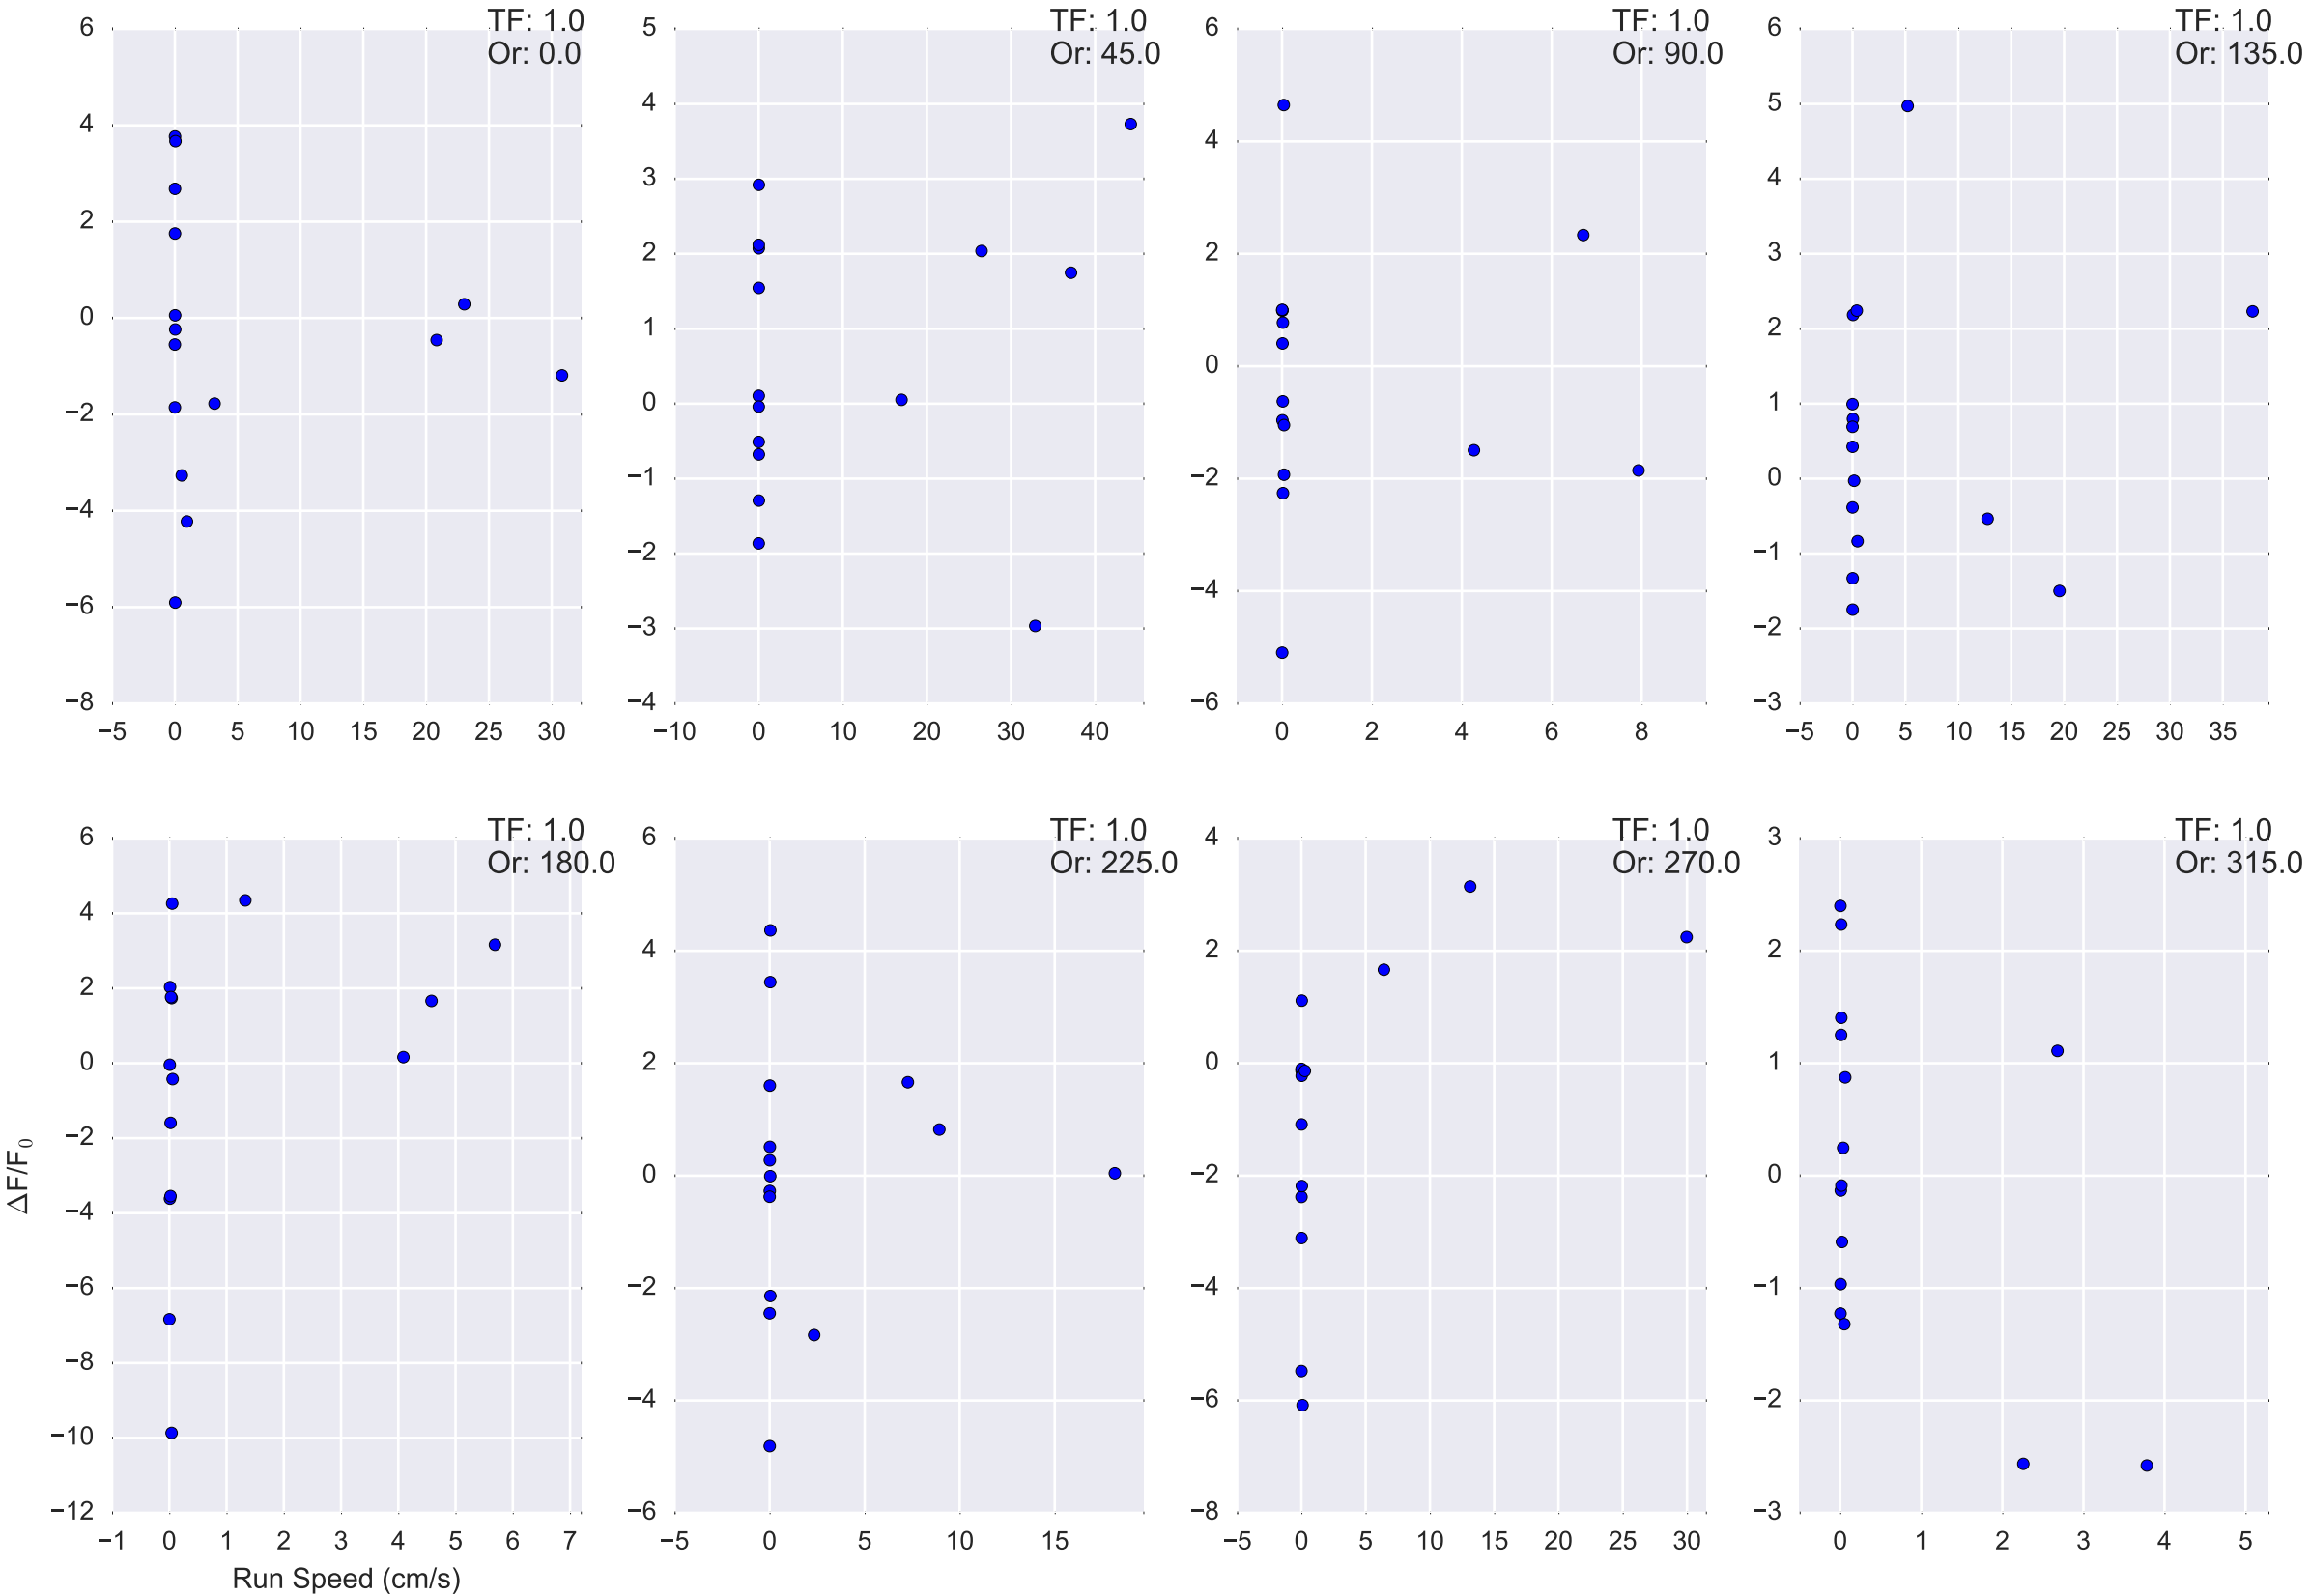 TF: 1.0
Or: 0.0
6
4
2
0
−2
−4
−6
−8
−5 0 5 10 15 20 25 30
TF: 1.0
Or: 45.0
5
4
3
2
1
0
−1
−2
−3
−4
−10 0 10 20 30 40
TF: 1.0
Or: 90.0
6
4
2
0
−2
−4
−6
0 2 4 6 8
TF: 1.0
Or: 135.0
6
5
4
3
2
1
0
−1
−2
−3
−5 0 5 10 15 20 25 30 35
TF: 1.0
Or: 180.0
6
4
2
0
−2
−4
−6
−8
−10
−12
−1 0 1 2 3 4 5 6 7
Run Speed (cm/s)
ΔF/F₀
TF: 1.0
Or: 225.0
6
4
2
0
−2
−4
−6
−5 0 5 10 15
TF: 1.0
Or: 270.0
4
2
0
−2
−4
−6
−8
−5 0 5 10 15 20 25 30
TF: 1.0
Or: 315.0
3
2
1
0
−1
−2
−3
0 1 2 3 4 5